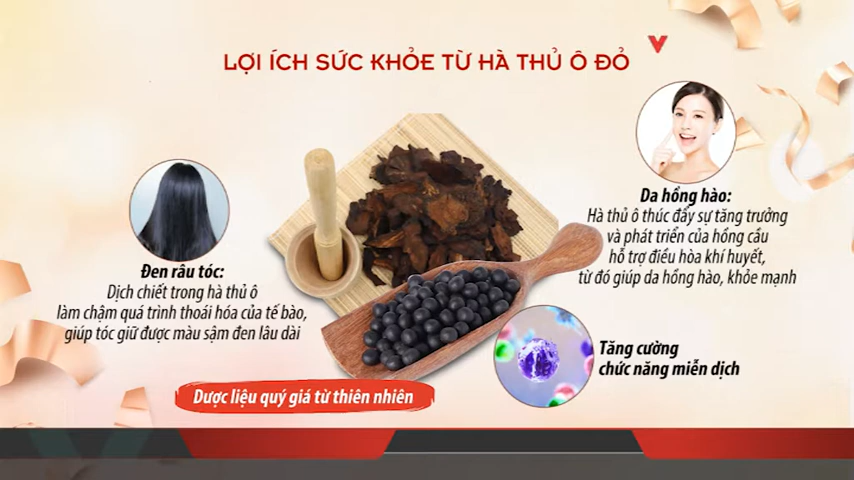 LỢI ÍCH SỨC KHỎE TỪ HÀ THỦ Ô ĐỎ
Đen râu tóc:
Dịch chiết trong hà thủ ô
làm chậm quá trình thoái hóa của tế bào,
giúp tóc giữ được màu sậm đen lâu dài
Da hồng hào:
Hà thủ ô thúc đẩy sự tăng trưởng
và phát triển của hồng cầu
hỗ trợ điều hòa khí huyết,
từ đó giúp da hồng hào, khỏe mạnh
Tăng cường
chức năng miễn dịch
Dược liệu quý giá từ thiên nhiên